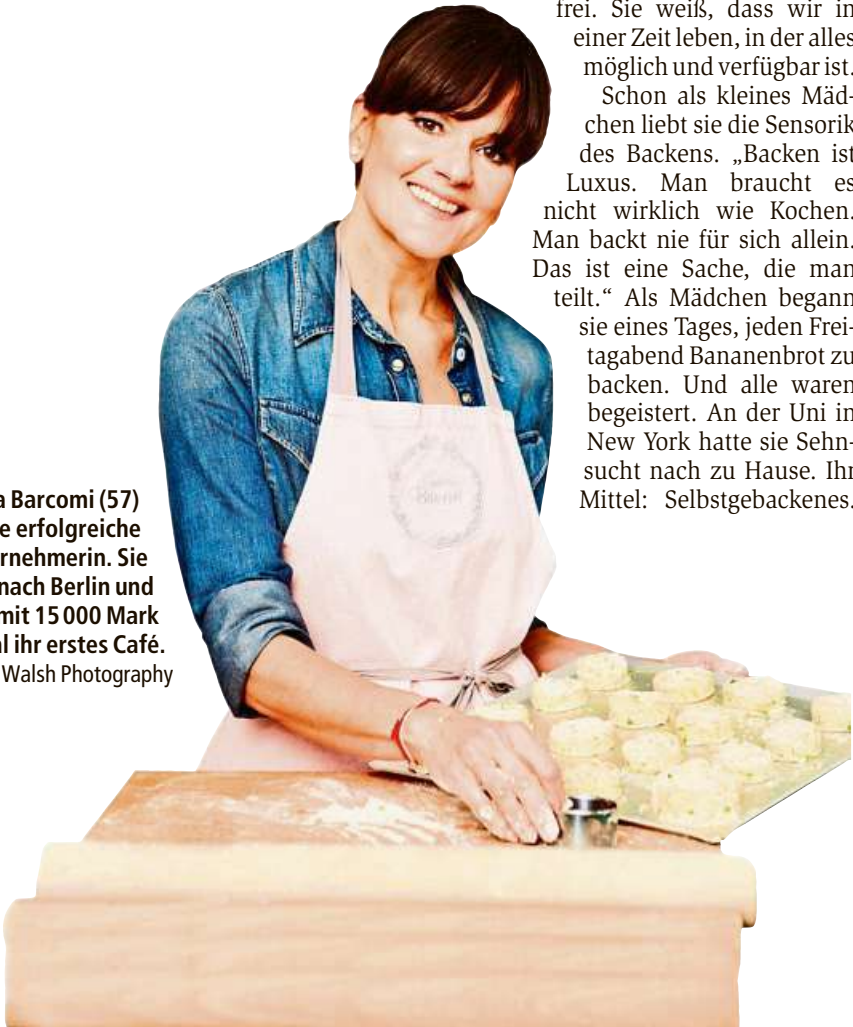 frei. Sie weiß, dass wir in
einer Zeit leben, in der alles
möglich und verfügbar ist.
Schon als kleines Mäd-
chen liebt sie die Sensorik
des Backens. „Backen ist
Luxus. Man braucht es
nicht wirklich wie Kochen.
Man backt nie für sich allein.
Das ist eine Sache, die man
teilt.“ Als Mädchen begann
sie eines Tages, jeden Frei-
tagabend Bananenbrot zu
backen. Und alle waren
begeistert. An der Uni in
New York hatte sie Sehn-
sucht nach zu Hause. Ihr
Mittel: Selbstgebackenes.
a Barcomi (57)
e erfolgreiche
rnehmerin. Sie
nach Berlin und
mit 15 000 Mark
l ihr erstes Café.
Walsh Photography